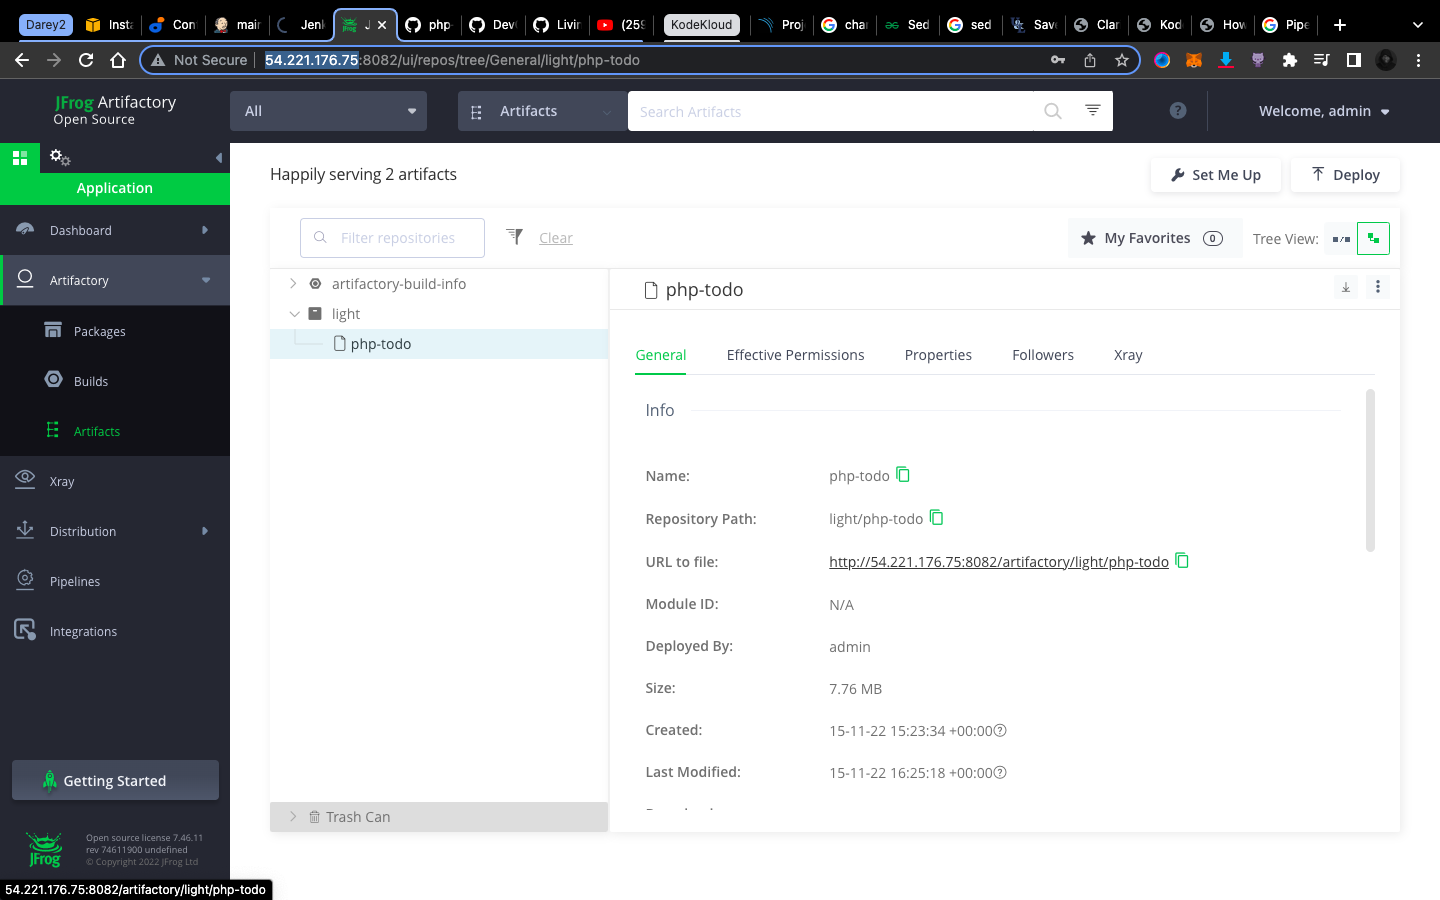 Darey2
Inst
Con
main
Jenk
J
php-
Dev
Livin
(259
KodeKloud
Proj
char
Sed
sed
Save
Clar
Kod
How
Pipe
Not Secure
54.221.176.75:8082/ui/repos/tree/General/light/php-todo
JFrog Artifactory
Open Source
All
Artifacts
Search Artifacts
Welcome, admin
Application
Dashboard
Artifactory
Packages
Builds
Artifacts
Xray
Distribution
Pipelines
Integrations
Getting Started
JFrog
Open source license 7.46.11
rev 74611900 undefined
© Copyright 2022 JFrog Ltd
54.221.176.75:8082/artifactory/light/php-todo
Happily serving 2 artifacts
Set Me Up
Deploy
Filter repositories
Clear
My Favorites 0
Tree View:
artifactory-build-info
light
php-todo
Trash Can
php-todo
General
Effective Permissions
Properties
Followers
Xray
Info
Name: php-todo
Repository Path: light/php-todo
URL to file: http://54.221.176.75:8082/artifactory/light/php-todo
Module ID: N/A
Deployed By: admin
Size: 7.76 MB
Created: 15-11-22 15:23:34 +00:00
Last Modified: 15-11-22 16:25:18 +00:00